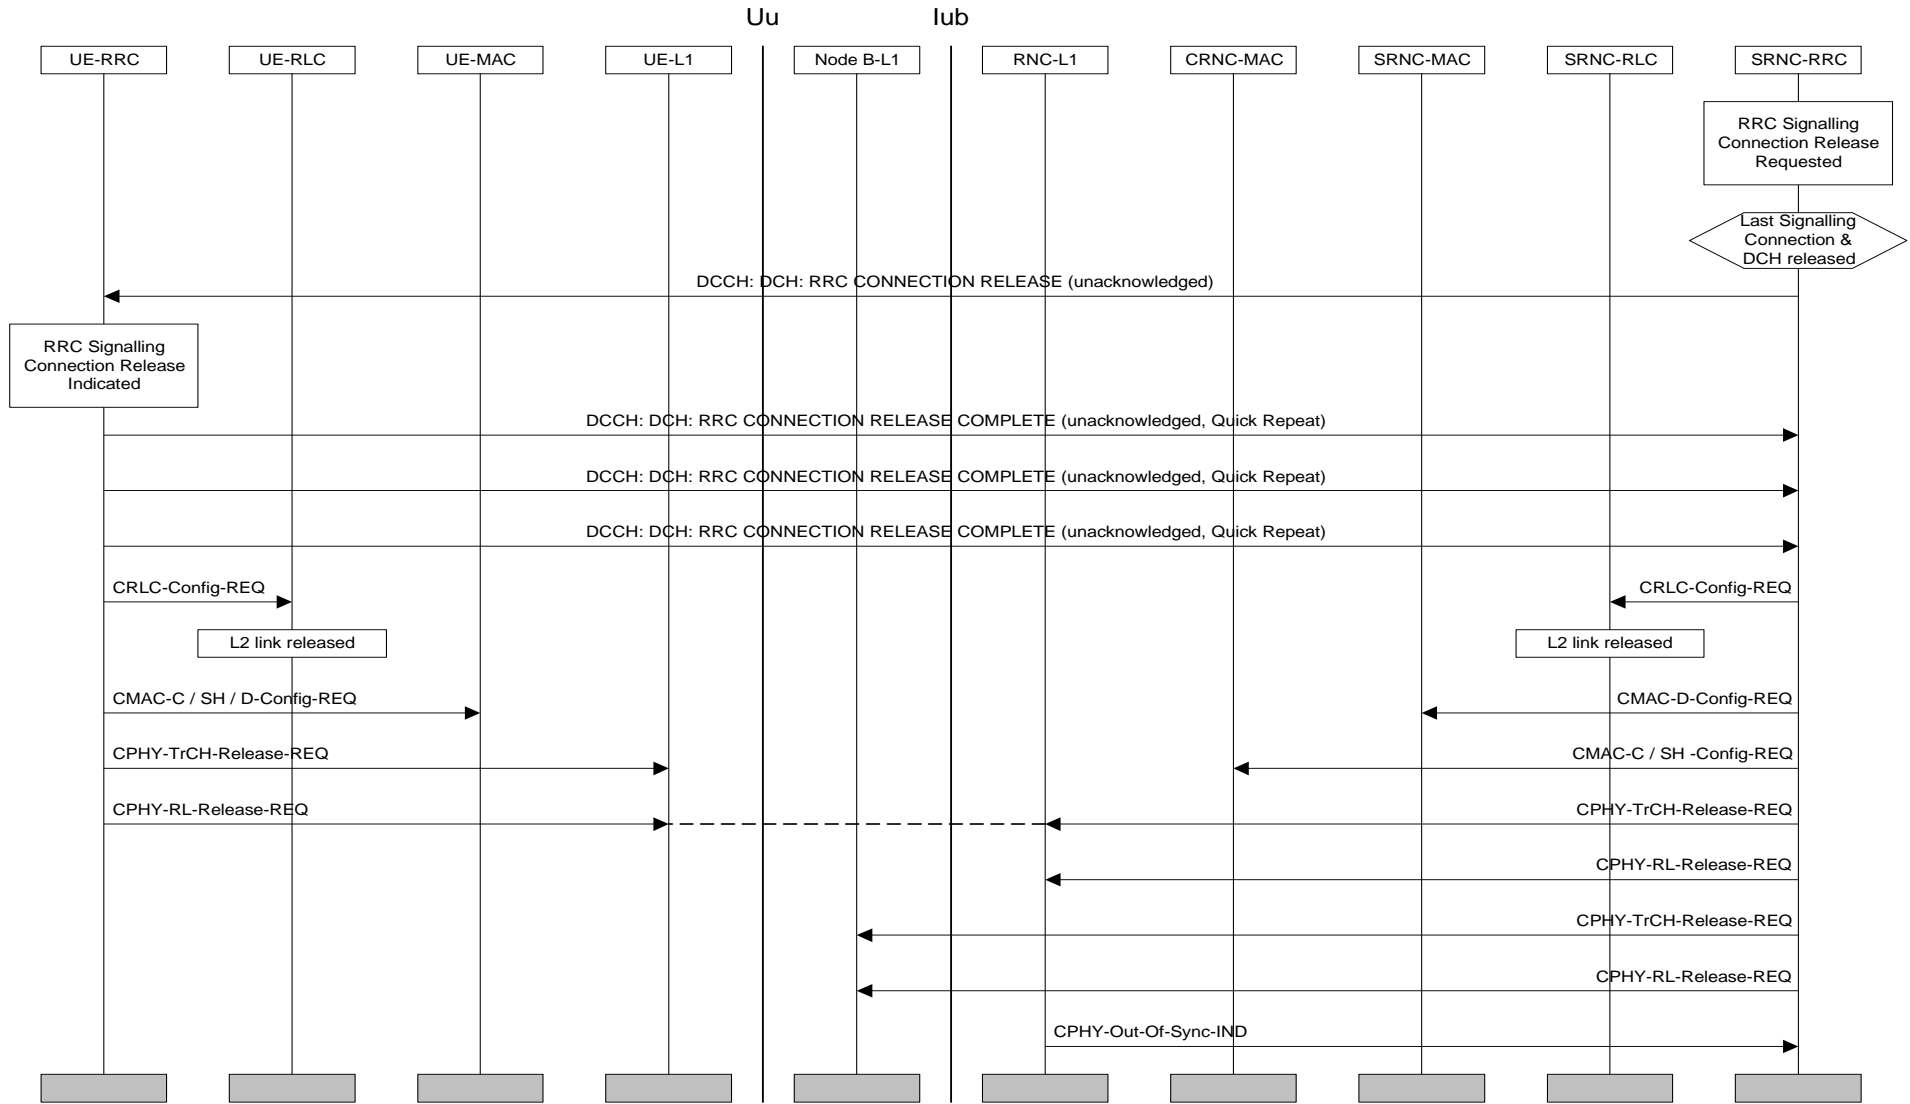 Uu
Iub
UE-RRC
UE-RLC
UE-MAC
UE-L1
Node B-L1
RNC-L1
CRNC-MAC
SRNC-MAC
SRNC-RLC
SRNC-RRC
RRC Signalling
Connection Release
Requested
Last Signalling
Connection &
DCH released
DCCH: DCH: RRC CONNECTION RELEASE (unacknowledged)
RRC Signalling
Connection Release
Indicated
DCCH: DCH: RRC CONNECTION RELEASE COMPLETE (unacknowledged, Quick Repeat)
DCCH: DCH: RRC CONNECTION RELEASE COMPLETE (unacknowledged, Quick Repeat)
DCCH: DCH: RRC CONNECTION RELEASE COMPLETE (unacknowledged, Quick Repeat)
CRLC-Config-REQ
CRLC-Config-REQ
L2 link released
L2 link released
CMAC-C / SH / D-Config-REQ
CMAC-D-Config-REQ
CPHY-TrCH-Release-REQ
CMAC-C / SH -Config-REQ
CPHY-RL-Release-REQ
CPHY-TrCH-Release-REQ
CPHY-RL-Release-REQ
CPHY-TrCH-Release-REQ
CPHY-RL-Release-REQ
CPHY-Out-Of-Sync-IND